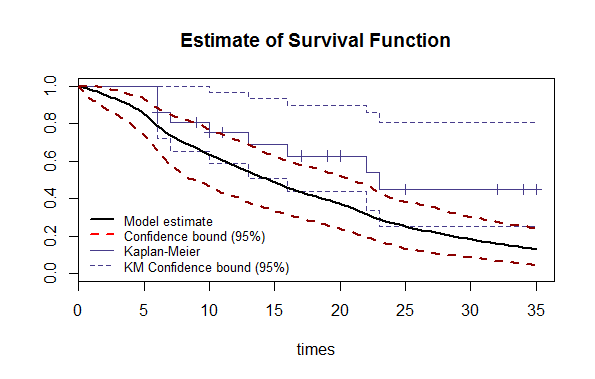 Estimate of Survival Function
1.0
0.8
0.6
0.4
0.2
0.0
Model estimate
Confidence bound (95%)
Kaplan-Meier
KM Confidence bound (95%)
0 5 10 15 20 25 30 35
times